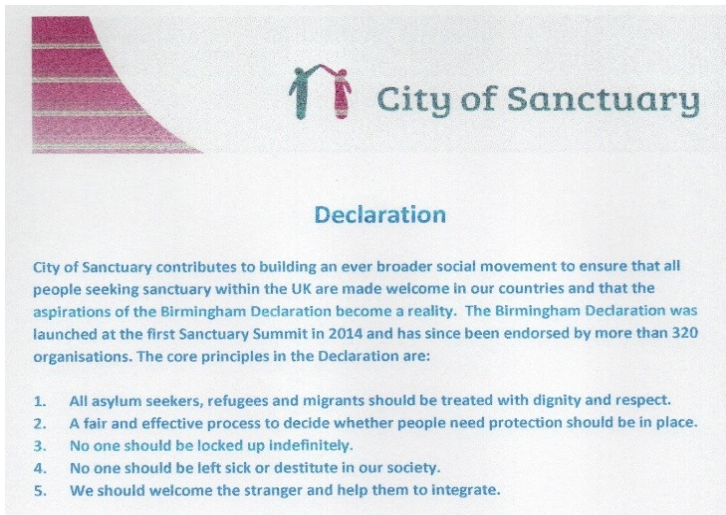 City of Sanctuary
Declaration
City of Sanctuary contributes to building an ever broader social movement to ensure that all
people seeking sanctuary within the UK are made welcome in our countries and that the
aspirations of the Birmingham Declaration become a reality.  The Birmingham Declaration was
launched at the first Sanctuary Summit in 2014 and has since been endorsed by more than 320
organisations. The core principles in the Declaration are:
1. All asylum seekers, refugees and migrants should be treated with dignity and respect.
2. A fair and effective process to decide whether people need protection should be in place.
3. No one should be locked up indefinitely.
4. No one should be left sick or destitute in our society.
5. We should welcome the stranger and help them to integrate.